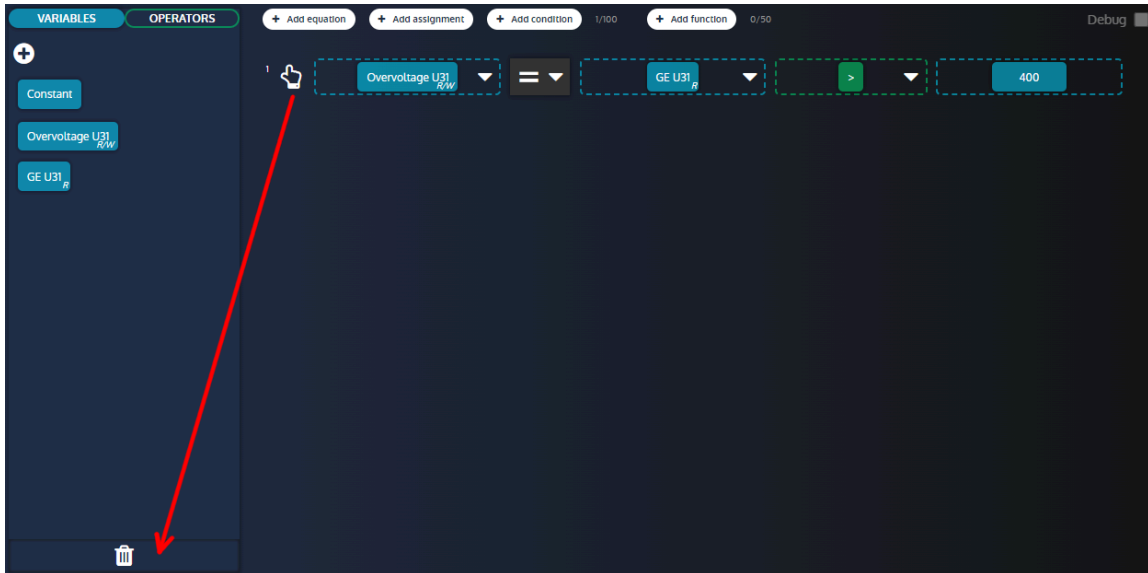 VARIABLES OPERATORS
+ Add equation + Add assignment + Add condition 1/100 + Add function 0/50 Debug
1 Overvoltage U31 R/W = GE U31 R > 400
Constant
Overvoltage U31 R/W
GE U31 R